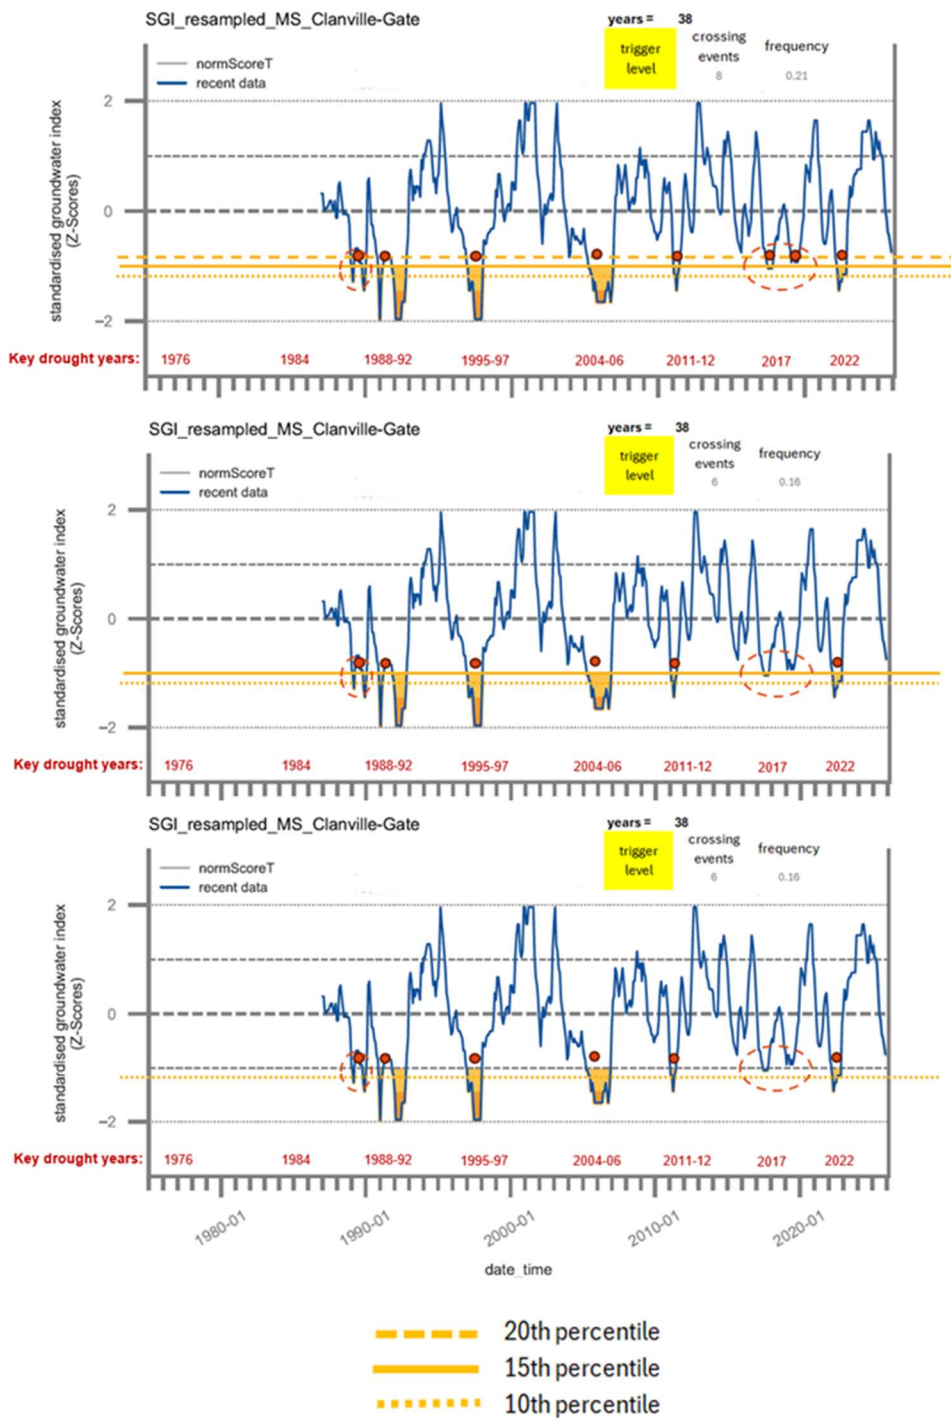 SGI_resampled_MS_Clanville-Gate
years = 38
trigger level
crossing events
frequency
8
0.21
normScoreT
recent data
standardised groundwater index
(Z-Scores)
2
0
−2
Key drought years: 1976 1984 1988-92 1995-97 2004-06 2011-12 2017 2022
SGI_resampled_MS_Clanville-Gate
years = 38
trigger level
crossing events
frequency
6
0.16
normScoreT
recent data
standardised groundwater index
(Z-Scores)
2
0
−2
Key drought years: 1976 1984 1988-92 1995-97 2004-06 2011-12 2017 2022
SGI_resampled_MS_Clanville-Gate
years = 38
trigger level
crossing events
frequency
6
0.16
normScoreT
recent data
standardised groundwater index
(Z-Scores)
2
0
−2
Key drought years: 1976 1984 1988-92 1995-97 2004-06 2011-12 2017 2022
1980-01 1990-01 2000-01 2010-01 2020-01
date_time
20th percentile
15th percentile
10th percentile